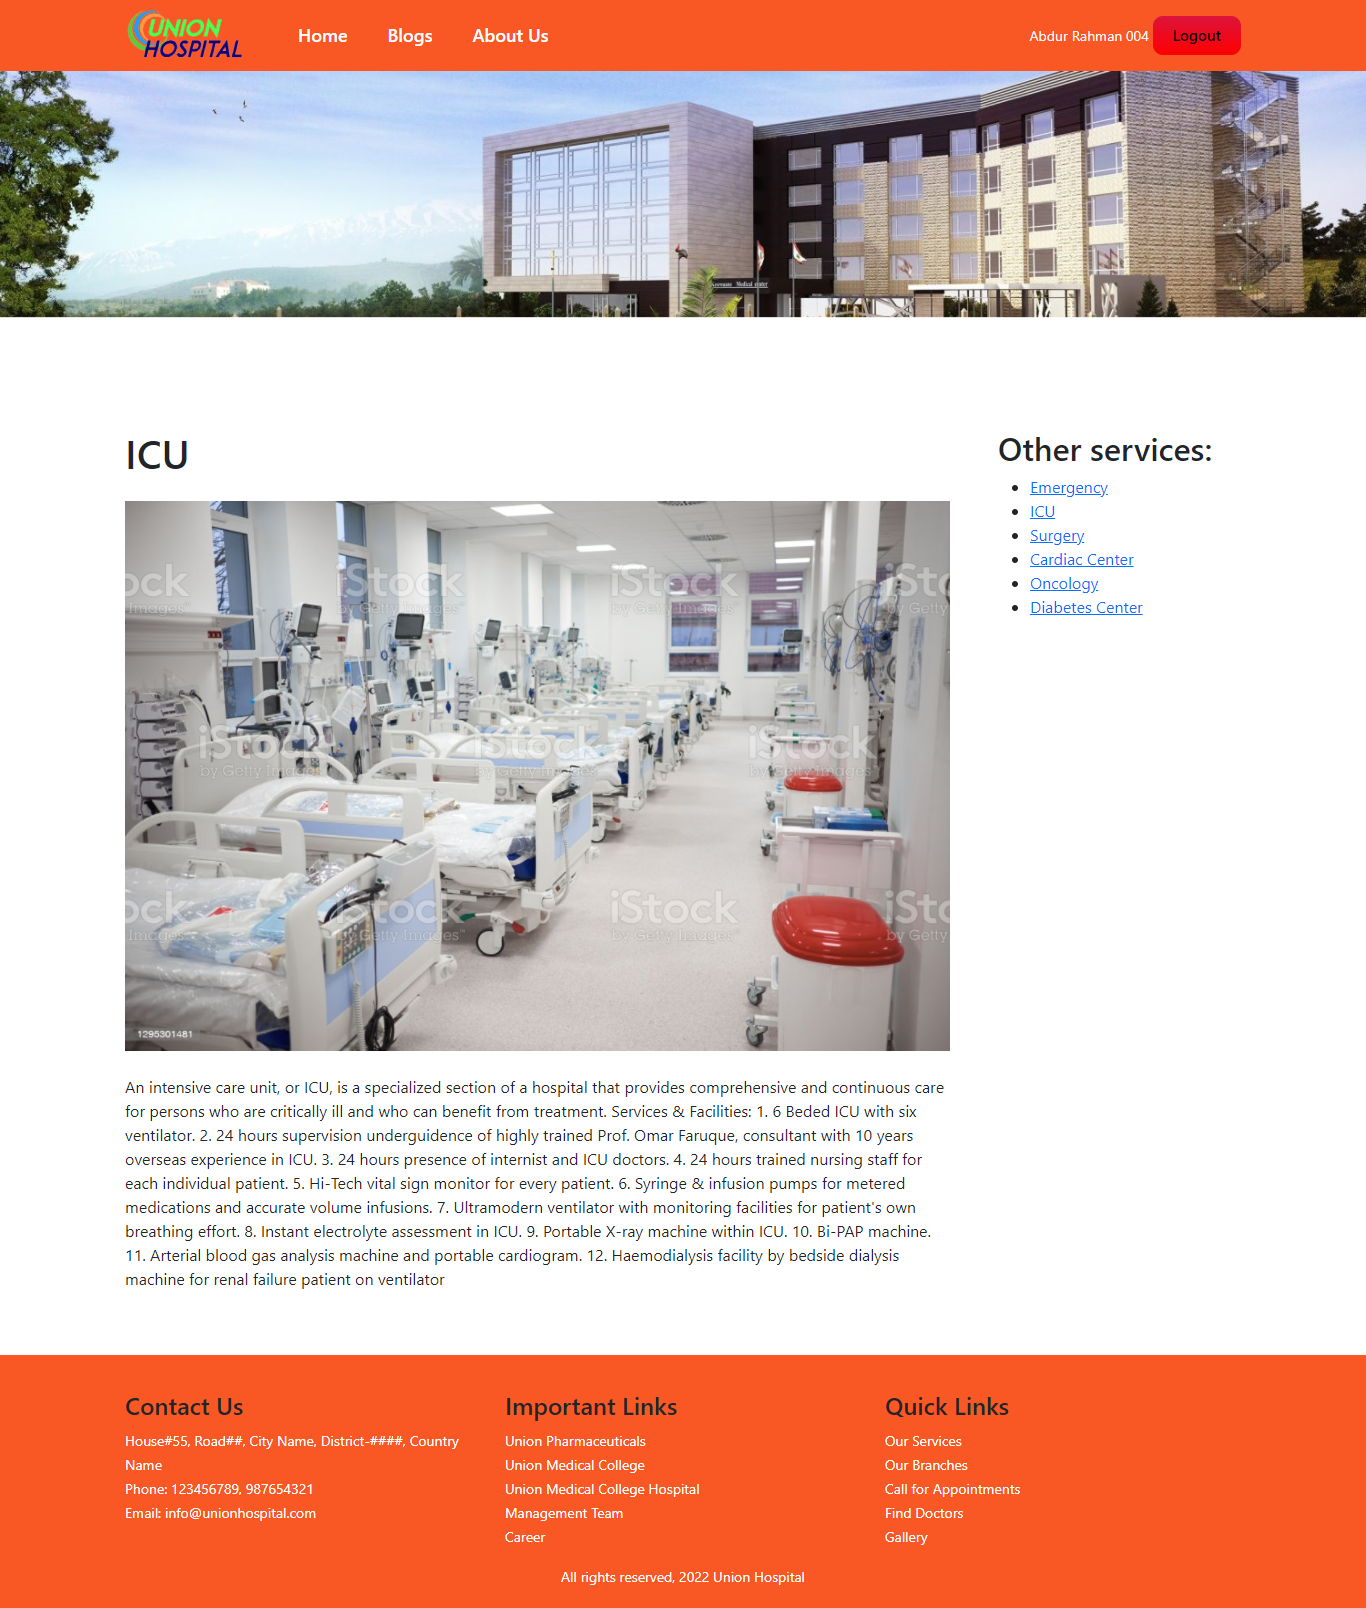 UNION
HOSPITAL
Home
Blogs
About Us
Abdur Rahman 004
Logout
Medical center
ICU
Other services:
Emergency
ICU
Surgery
Cardiac Center
Oncology
Diabetes Center
iStock
by Getty Images™
1295301481
An intensive care unit, or ICU, is a specialized section of a hospital that provides comprehensive and continuous care
for persons who are critically ill and who can benefit from treatment. Services & Facilities: 1. 6 Beded ICU with six
ventilator. 2. 24 hours supervision underguidence of highly trained Prof. Omar Faruque, consultant with 10 years
overseas experience in ICU. 3. 24 hours presence of internist and ICU doctors. 4. 24 hours trained nursing staff for
each individual patient. 5. Hi-Tech vital sign monitor for every patient. 6. Syringe & infusion pumps for metered
medications and accurate volume infusions. 7. Ultramodern ventilator with monitoring facilities for patient's own
breathing effort. 8. Instant electrolyte assessment in ICU. 9. Portable X-ray machine within ICU. 10. Bi-PAP machine.
11. Arterial blood gas analysis machine and portable cardiogram. 12. Haemodialysis facility by bedside dialysis
machine for renal failure patient on ventilator
Contact Us
House#55, Road##, City Name, District-####, Country
Name
Phone: 123456789, 987654321
Email: info@unionhospital.com
Important Links
Union Pharmaceuticals
Union Medical College
Union Medical College Hospital
Management Team
Career
Quick Links
Our Services
Our Branches
Call for Appointments
Find Doctors
Gallery
All rights reserved, 2022 Union Hospital